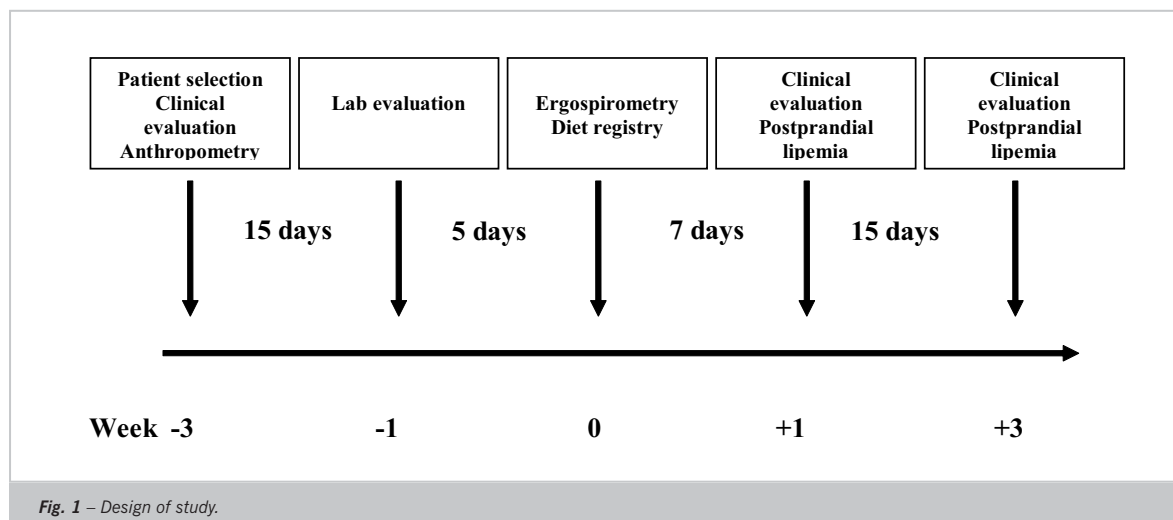 Patient selection
Clinical
evaluation
Anthropometry
Lab evaluation
Ergospirometry
Diet registry
Clinical
evaluation
Postprandial
lipemia
Clinical
evaluation
Postprandial
lipemia
15 days
5 days
7 days
15 days
Week -3 -1 0 +1 +3
Fig. 1 – Design of study.